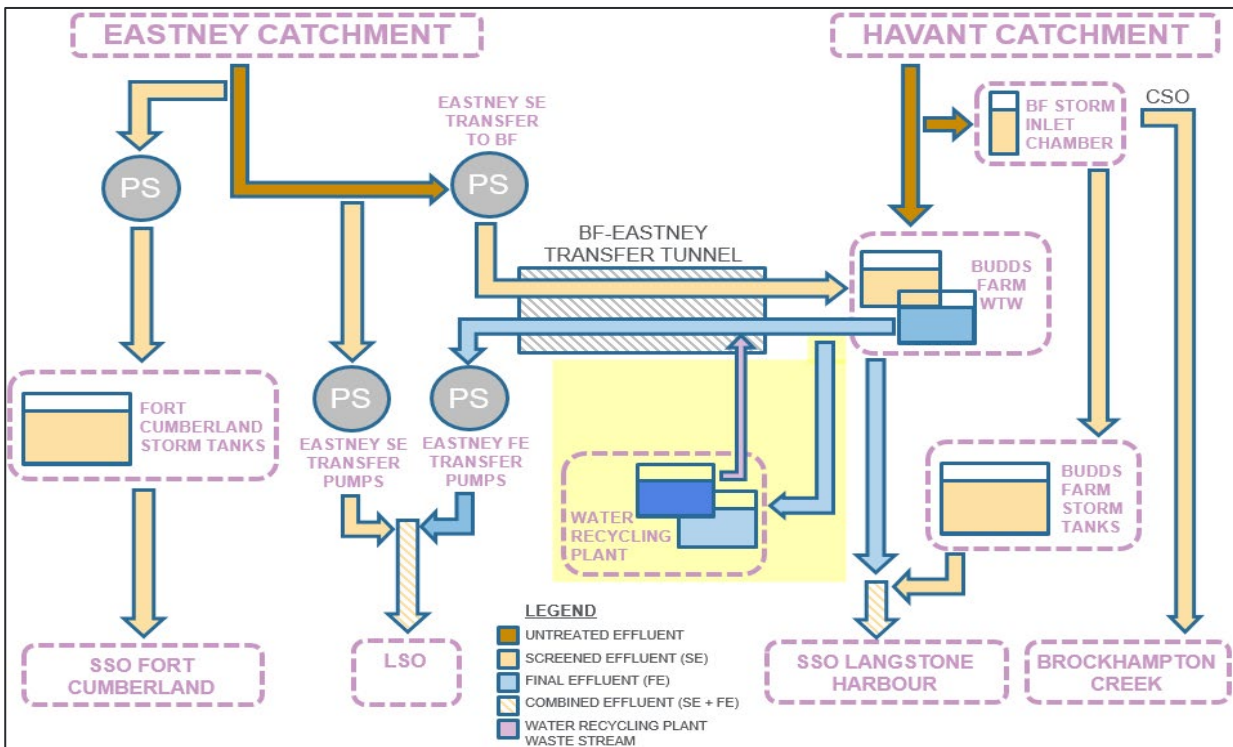 EASTNEY CATCHMENT
HAVANT CATCHMENT
EASTNEY SE
TRANSFER
TO BF
BF STORM
INLET
CHAMBER
CSO
PS
PS
BF-EASTNEY
TRANSFER TUNNEL
BUDDS
FARM
WTW
FORT
CUMBERLAND
STORM TANKS
PS
PS
EASTNEY SE
TRANSFER
PUMPS
EASTNEY FE
TRANSFER
PUMPS
WATER
RECYCLING
PLANT
BUDDS
FARM
STORM
TANKS
LEGEND
UNTREATED EFFLUENT
SCREENED EFFLUENT (SE)
FINAL EFFLUENT (FE)
COMBINED EFFLUENT (SE + FE)
WATER RECYCLING PLANT
WASTE STREAM
SSO FORT
CUMBERLAND
LSO
SSO LANGSTONE
HARBOUR
BROCKHAMPTON
CREEK